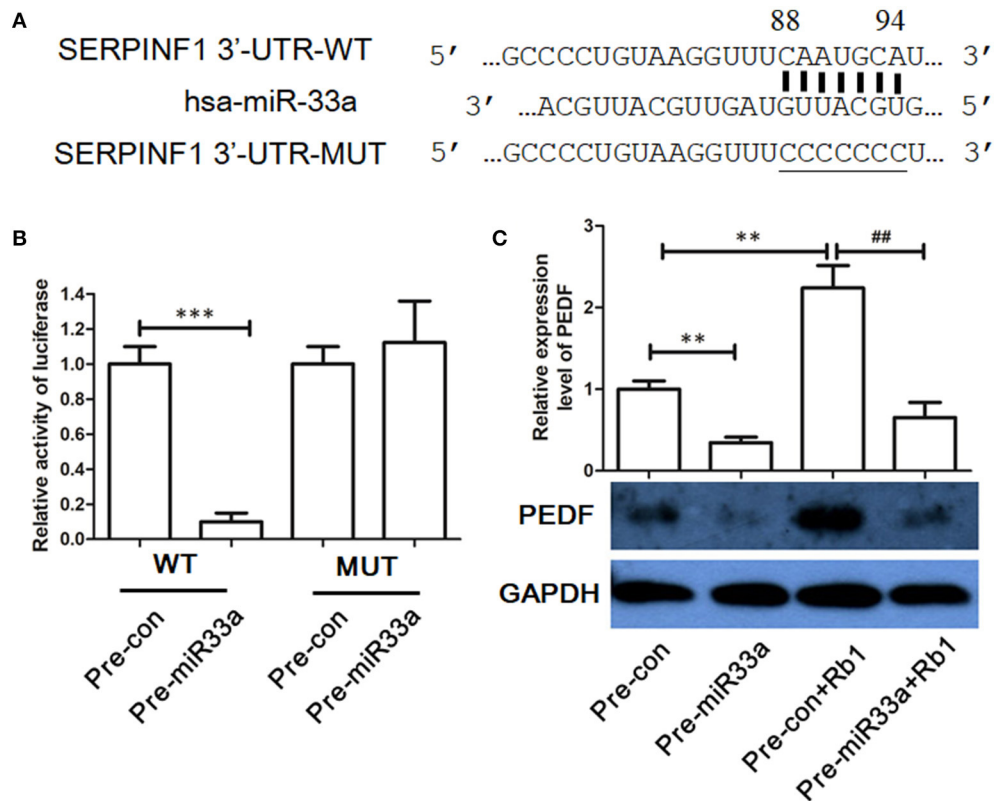 A
88 94
SERPINF1 3’-UTR-WT 5’ …GCCCCUGUAAGGUUUCAAUGCAU… 3’
hsa-miR-33a 3’ …ACGUUACGUUGAUGUUACGUG… 5’
SERPINF1 3’-UTR-MUT 5’ …GCCCCUGUAAGGUUUCCCCCCCU… 3’
B
Relative activity of luciferase
1.4
1.2
1.0
0.8
0.6
0.4
0.2
0.0
***
WT MUT
Pre-con
Pre-miR33a
Pre-con
Pre-miR33a
C
Relative expression
level of PEDF
3
2
1
0
** ##
**
PEDF
GAPDH
Pre-con
Pre-miR33a
Pre-con+Rb1
Pre-miR33a+Rb1